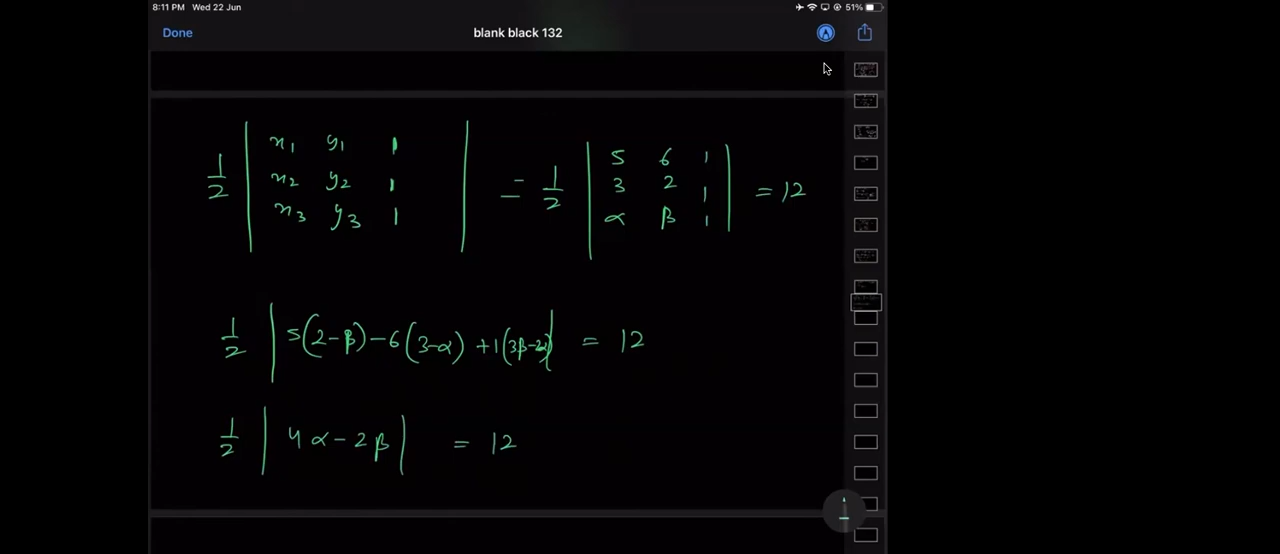 8:11 PM Wed 22 Jun
51%
Done
blank black 132
1/2 | x1 y1 1 | = 1/2 | 5 6 1 | = 12
| x2 y2 1 | | 3 2 1 |
| x3 y3 1 | | α β 1 |
1/2 | 5(2-β) - 6(3-α) + 1(3β-2α) | = 12
1/2 | 4α - 2β | = 12